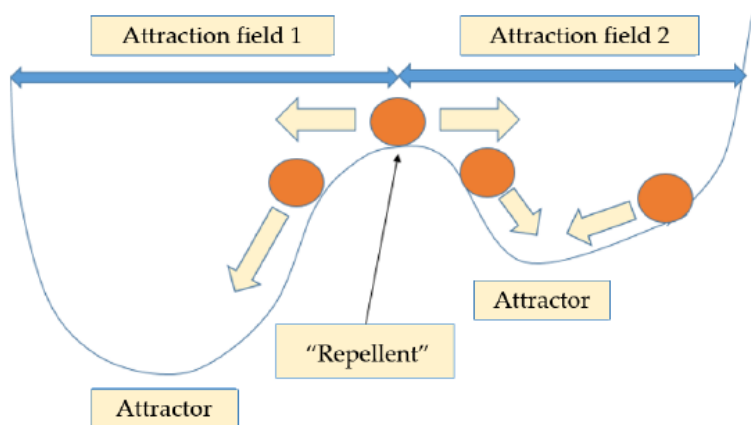 Attraction field 1
Attraction field 2
Attractor
“Repellent”
Attractor